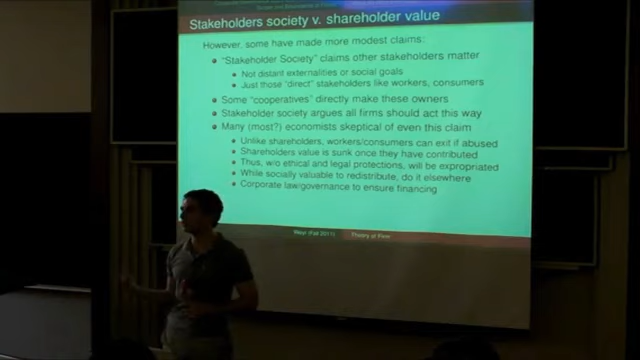 Stakeholders society v. shareholder value
However, some have made more modest claims:
"Stakeholder Society" claims other stakeholders matter
Not distant externalities or social goals
Just those "direct" stakeholders like workers, consumers
Some "cooperatives" directly make these owners
Stakeholder society argues all firms should act this way
Many (most?) economists skeptical of even this claim
Unlike shareholders, workers/consumers can exit if abused
Shareholders value is sunk once they have contributed
Thus, w/o ethical and legal protections, will be expropriated
While socially valuable to redistribute, do it elsewhere
Corporate law/governance to ensure financing
Weyl (Fall 2011) Theory of Firm